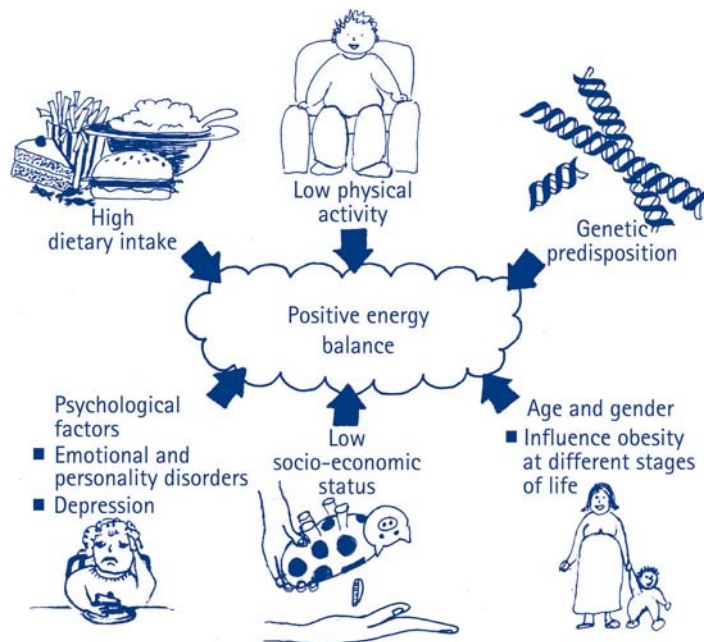 High
dietary intake
Low physical
activity
Genetic
predisposition
Positive energy
balance
Psychological
factors
■ Emotional and
personality disorders
■ Depression
Low
socio-economic
status
Age and gender
■ Influence obesity
at different stages
of life